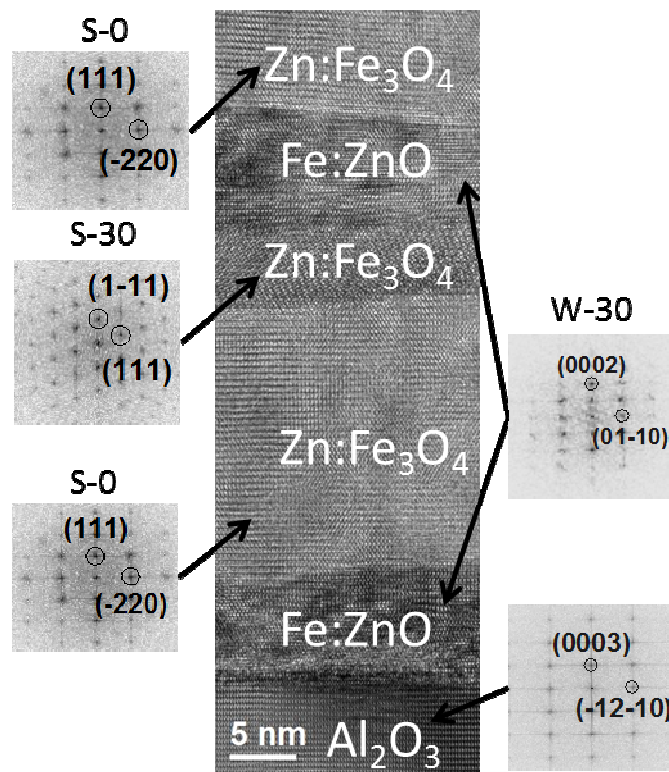 S-0
(111)
(-220)
S-30
(1-11)
(111)
S-0
(111)
(-220)
Zn:Fe₃O₄
Fe:ZnO
Zn:Fe₃O₄
Zn:Fe₃O₄
Fe:ZnO
5 nm
Al₂O₃
W-30
(0002)
(01-10)
(0003)
(-12-10)